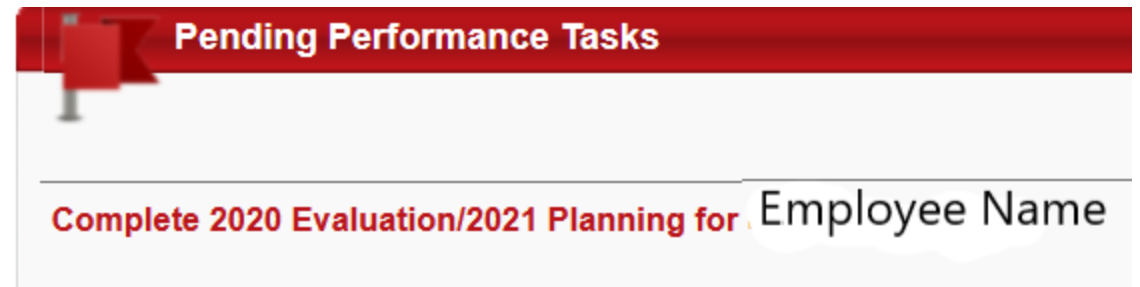 Pending Performance Tasks
Complete 2020 Evaluation/2021 Planning for Employee Name